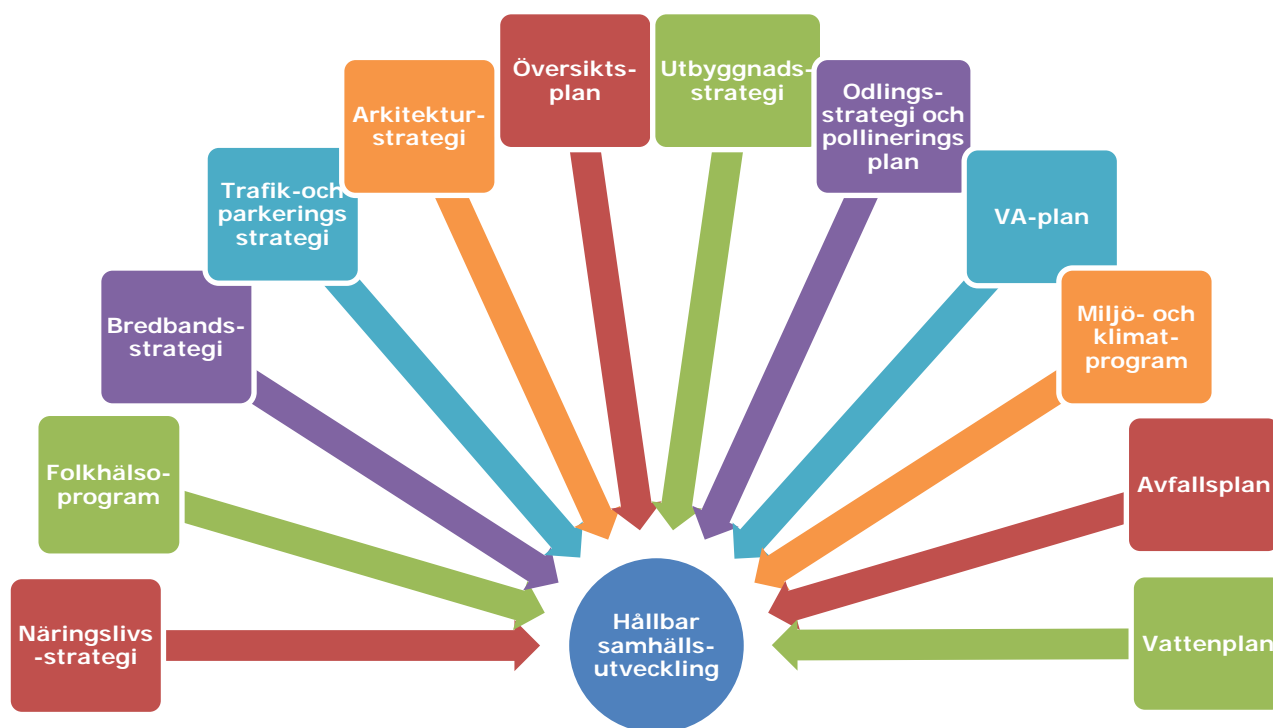 Näringslivs
-strategi
Folkhälso-
program
Bredbands-
strategi
Trafik-och
parkerings
strategi
Arkitektur-
strategi
Översikts-
plan
Utbyggnads-
strategi
Odlings-
strategi och
pollinerings
plan
VA-plan
Miljö- och
klimat-
program
Avfallsplan
Vattenplan
Hållbar
samhälls-
utveckling